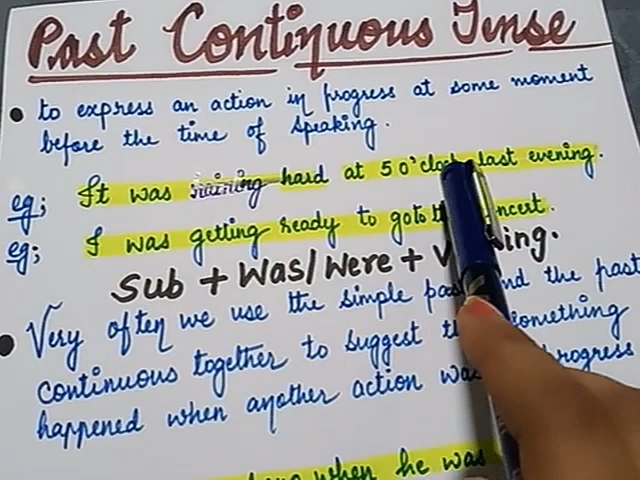 Past Continuous Tense
• to express an action in progress at some moment
before the time of speaking.
eg; It was raining hard at 5 o'clock last evening.
eg; I was getting ready to go to
Sub + Was/Were +
• Very often we use the simple past and the past
continuous together to suggest something
happened when another action was
when he was